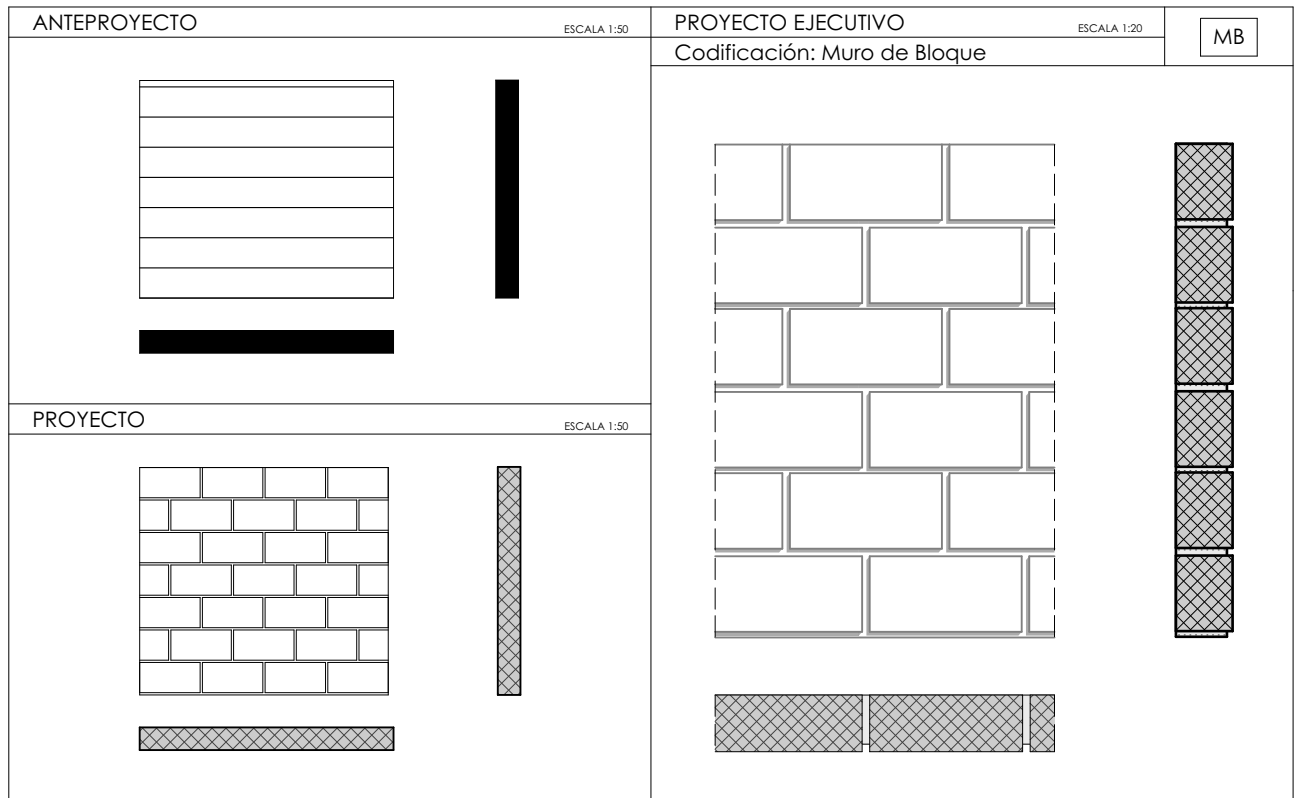 ANTEPROYECTO
ESCALA 1:50
PROYECTO EJECUTIVO
ESCALA 1:20
MB
Codificación: Muro de Bloque
PROYECTO
ESCALA 1:50